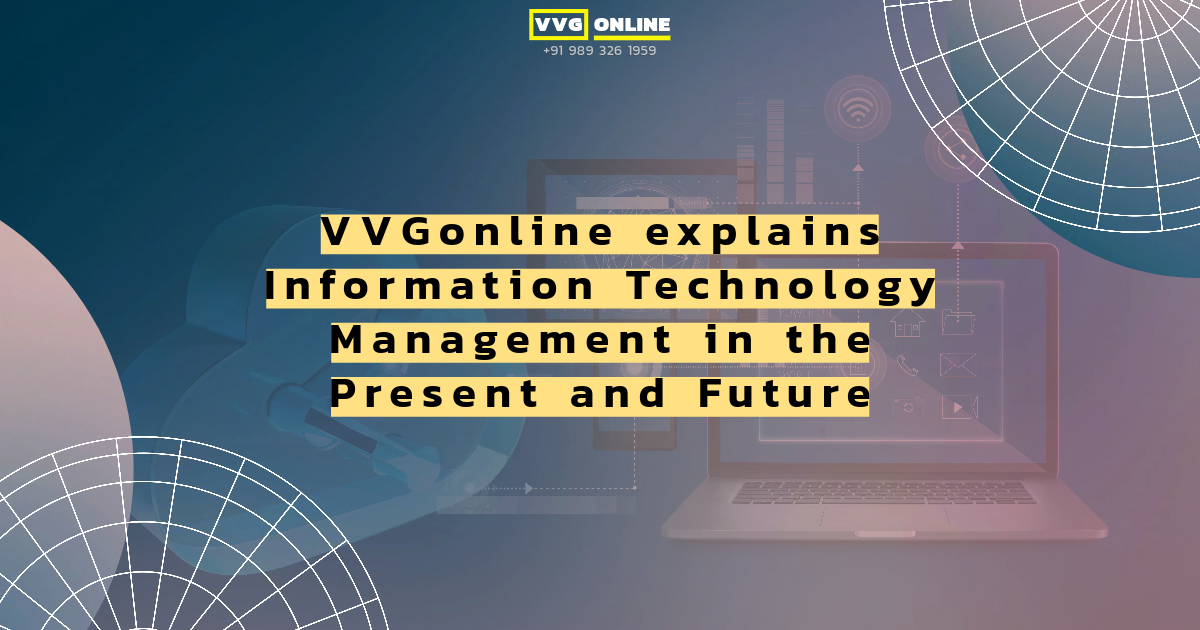 VVG ONLINE
+91 989 326 1959
VVGonline explains
Information Technology
Management in the
Present and Future